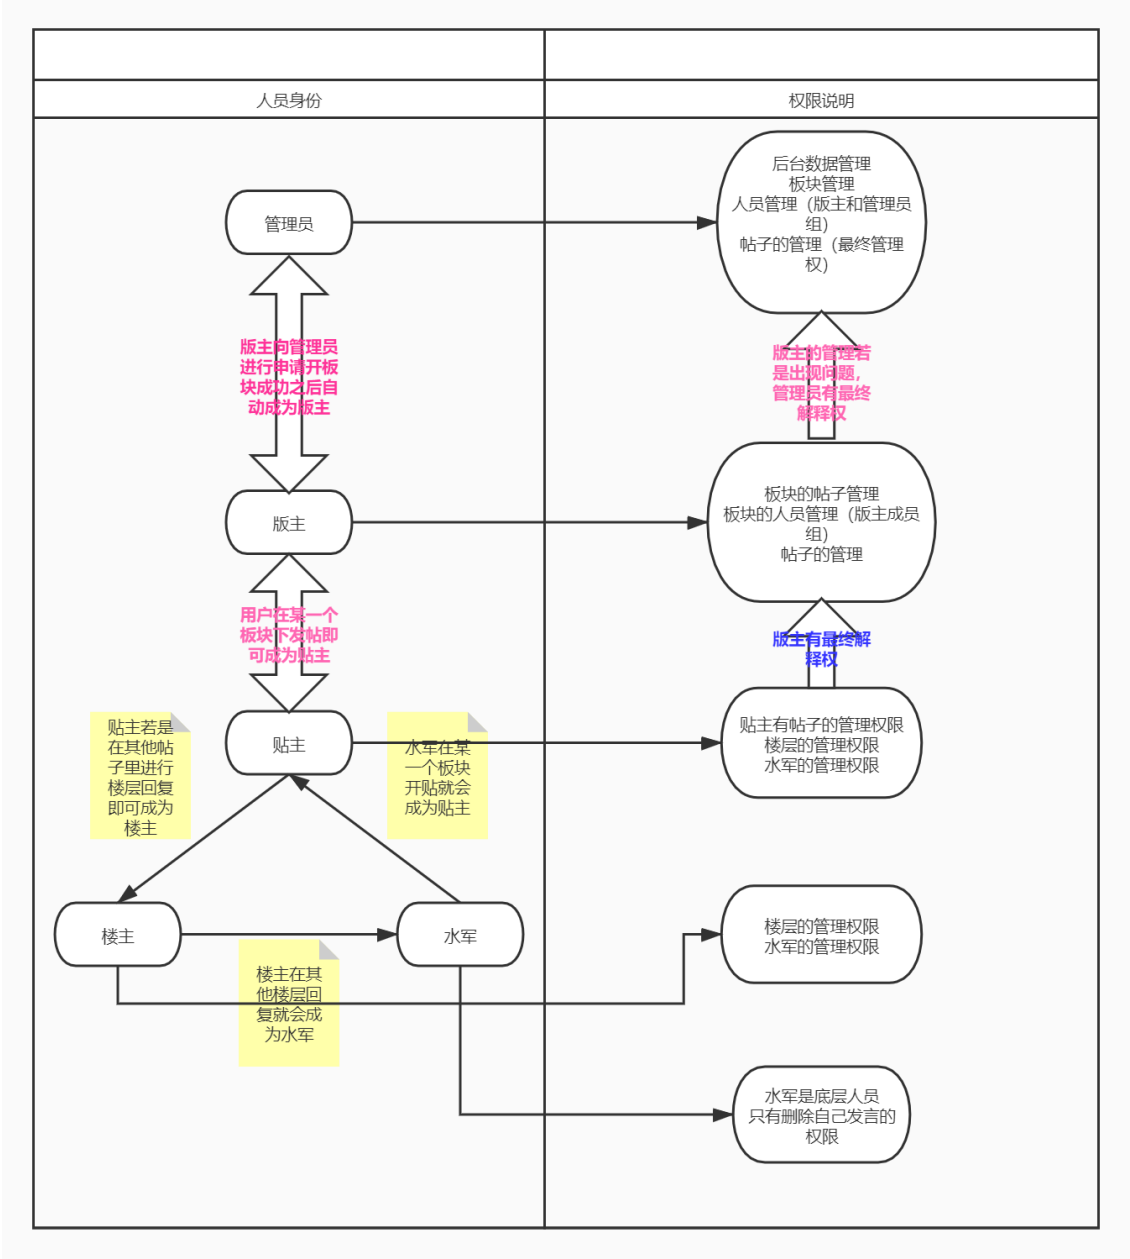 人员身份
权限说明
管理员
后台数据管理
板块管理
人员管理（版主和管理员
组）
帖子的管理（最终管理
权）
版主向管理员
进行申请开板
块成功之后自
动成为版主
版主的管理若
是出现问题，
管理员有最终
解释权
版主
板块的帖子管理
板块的人员管理（版主成员
组）
帖子的管理
用户在某一个
板块下发帖即
可成为贴主
版主有最终解
释权
贴主若是
在其他帖
子里进行
楼层回复
即可成为
楼主
贴主
水军在某
一个板块
开贴就会
成为贴主
贴主有帖子的管理权限
楼层的管理权限
水军的管理权限
楼主
水军
楼层的管理权限
水军的管理权限
楼主在其
他楼层回
复就会成
为水军
水军是底层人员
只有删除自己发言的
权限